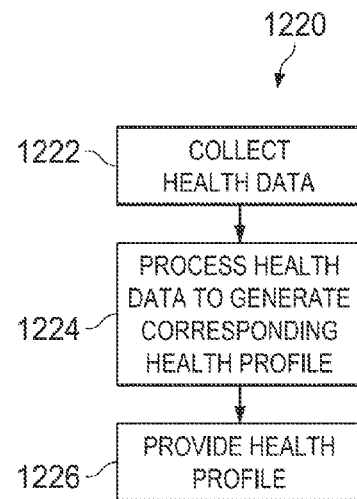 1220
1222
COLLECT
HEALTH DATA
1224
PROCESS HEALTH
DATA TO GENERATE
CORRESPONDING
HEALTH PROFILE
1226
PROVIDE HEALTH
PROFILE